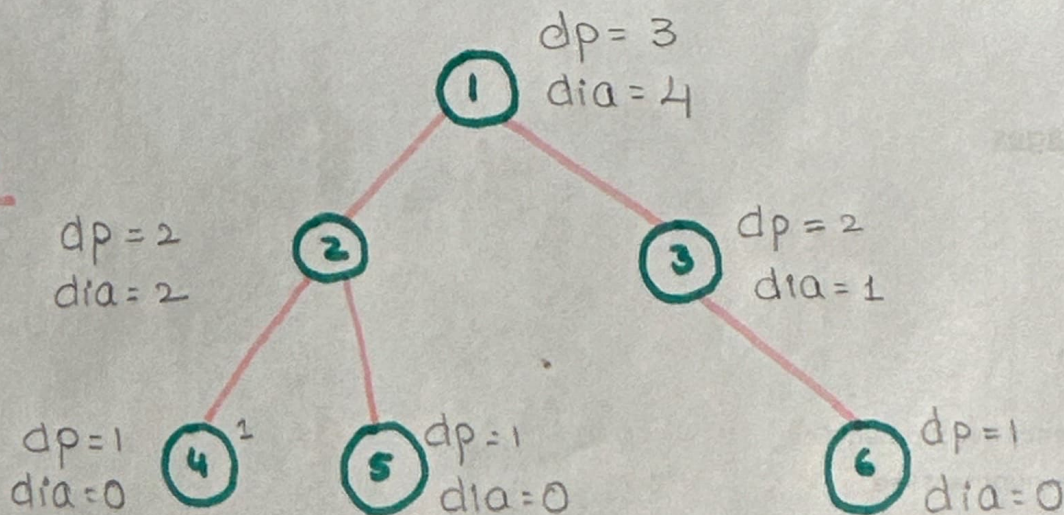 dp = 3
1 dia = 4
dp = 2
dia = 2
2
3
dp = 2
dia = 1
dp = 1
dia = 0
4 1
5
dp = 1
dia = 0
6
dp = 1
dia = 0